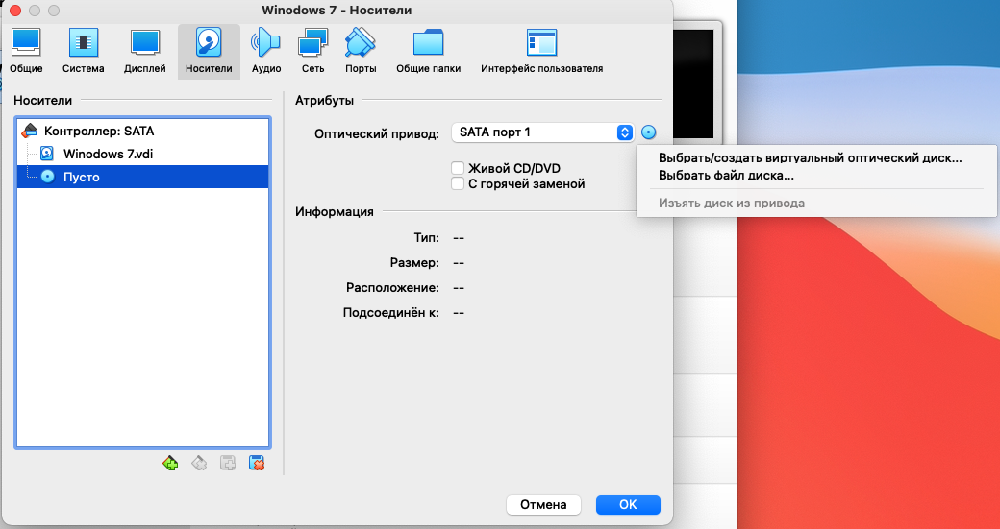 Winodows 7 - Носители
Общие
Система
Дисплей
Носители
Аудио
Сеть
Порты
Общие папки
Интерфейс пользователя
Носители
Контроллер: SATA
Winodows 7.vdi
Пусто
Атрибуты
Оптический привод: SATA порт 1
Живой CD/DVD
С горячей заменой
Информация
Тип: --
Размер: --
Расположение: --
Подсоединён к: --
Выбрать/создать виртуальный оптический диск...
Выбрать файл диска...
Изъять диск из привода
Отмена
OK